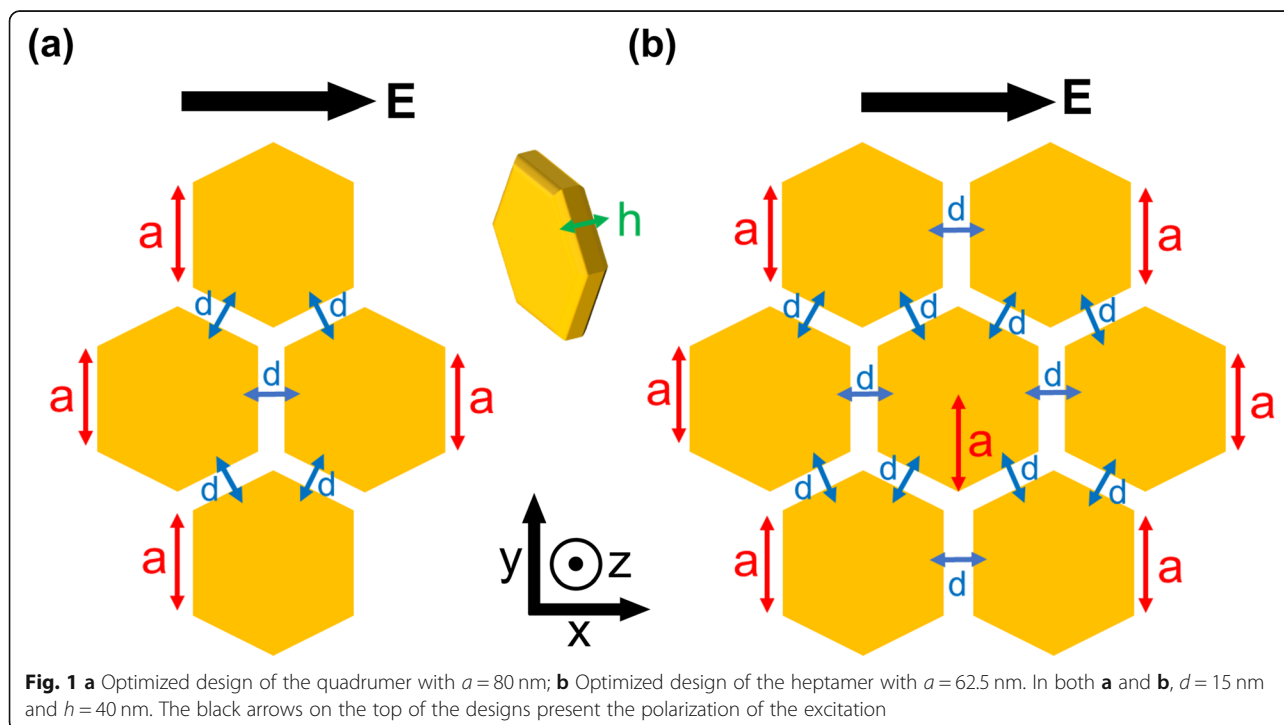 (a)
E
a
d
d
a
d
a
d
d
a
h
y
z
x
(b)
E
a
d
a
d
d
d
d
a
d
d
a
a
d
d
d
d
a
d
a
Fig. 1 a Optimized design of the quadrumer with a = 80 nm; b Optimized design of the heptamer with a = 62.5 nm. In both a and b, d = 15 nm
and h = 40 nm. The black arrows on the top of the designs present the polarization of the excitation